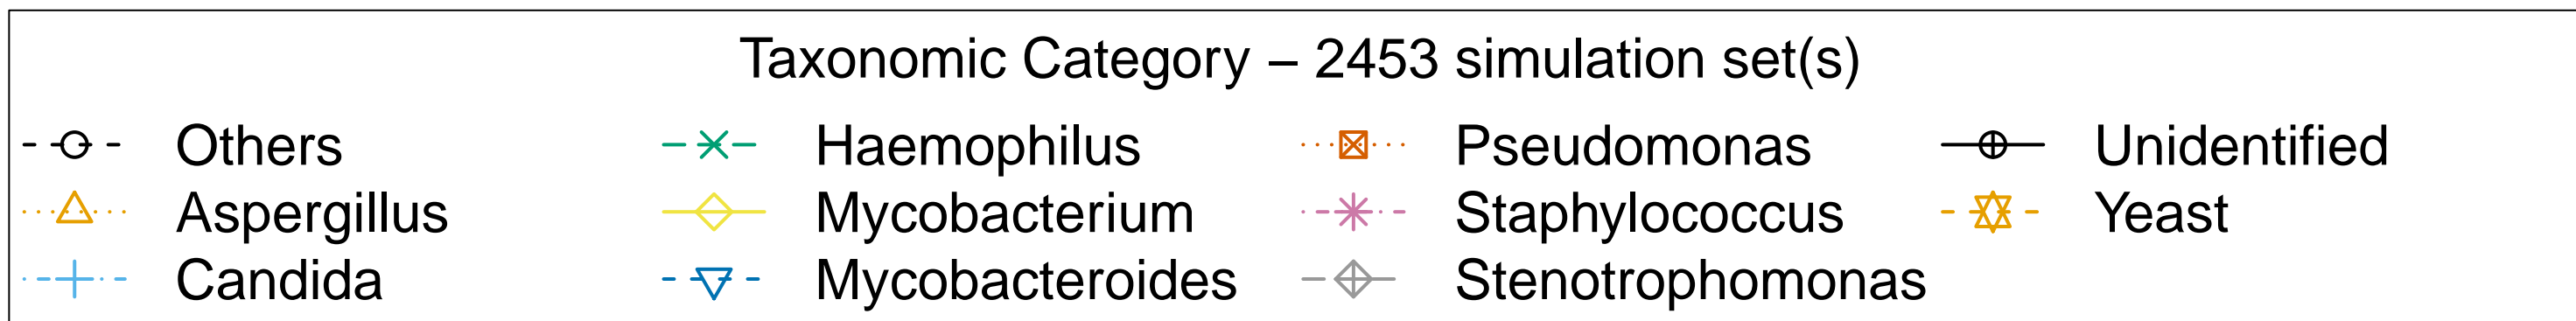 Taxonomic Category – 2453 simulation set(s)
Others
Aspergillus
Candida
Haemophilus
Mycobacterium
Mycobacteroides
Pseudomonas
Staphylococcus
Stenotrophomonas
Unidentified
Yeast